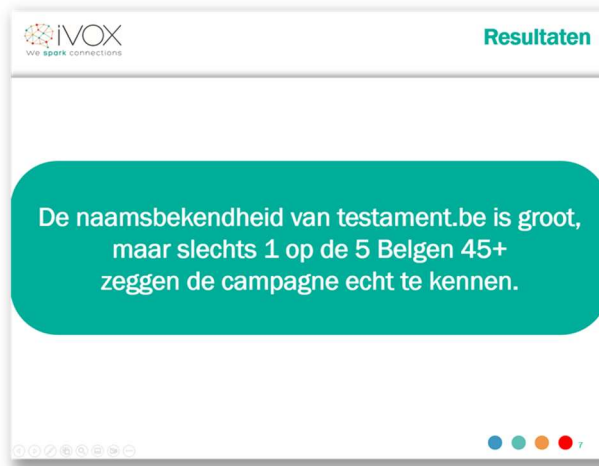 iVOX
We spark connections
Resultaten
De naamsbekendheid van testament.be is groot,
maar slechts 1 op de 5 Belgen 45+
zeggen de campagne echt te kennen.
7